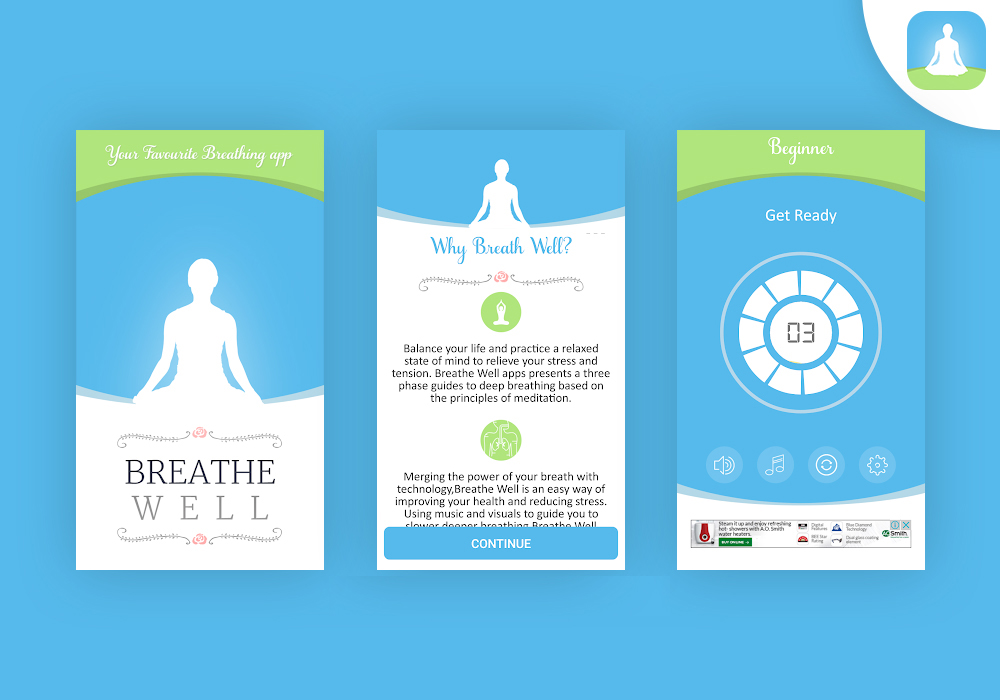 Your Favourite Breathing app
BREATHE
WELL
Why Breath Well?
Balance your life and practice a relaxed
state of mind to relieve your stress and
tension. Breathe Well apps presents a three
phase guides to deep breathing based on
the principles of meditation.
Merging the power of your breath with
technology,Breathe Well is an easy way of
improving your health and reducing stress.
Using music and visuals to guide you to
slower deeper breathing Breathe Well
CONTINUE
Beginner
Get Ready
03
Steam it up and enjoy refreshing
hot- showers with A.O. Smith
water heaters.
BUY ONLINE
Digital
Features
BEE Star
Rating
Blue Diamond
Technology
Dual glass coating
element
Smith.